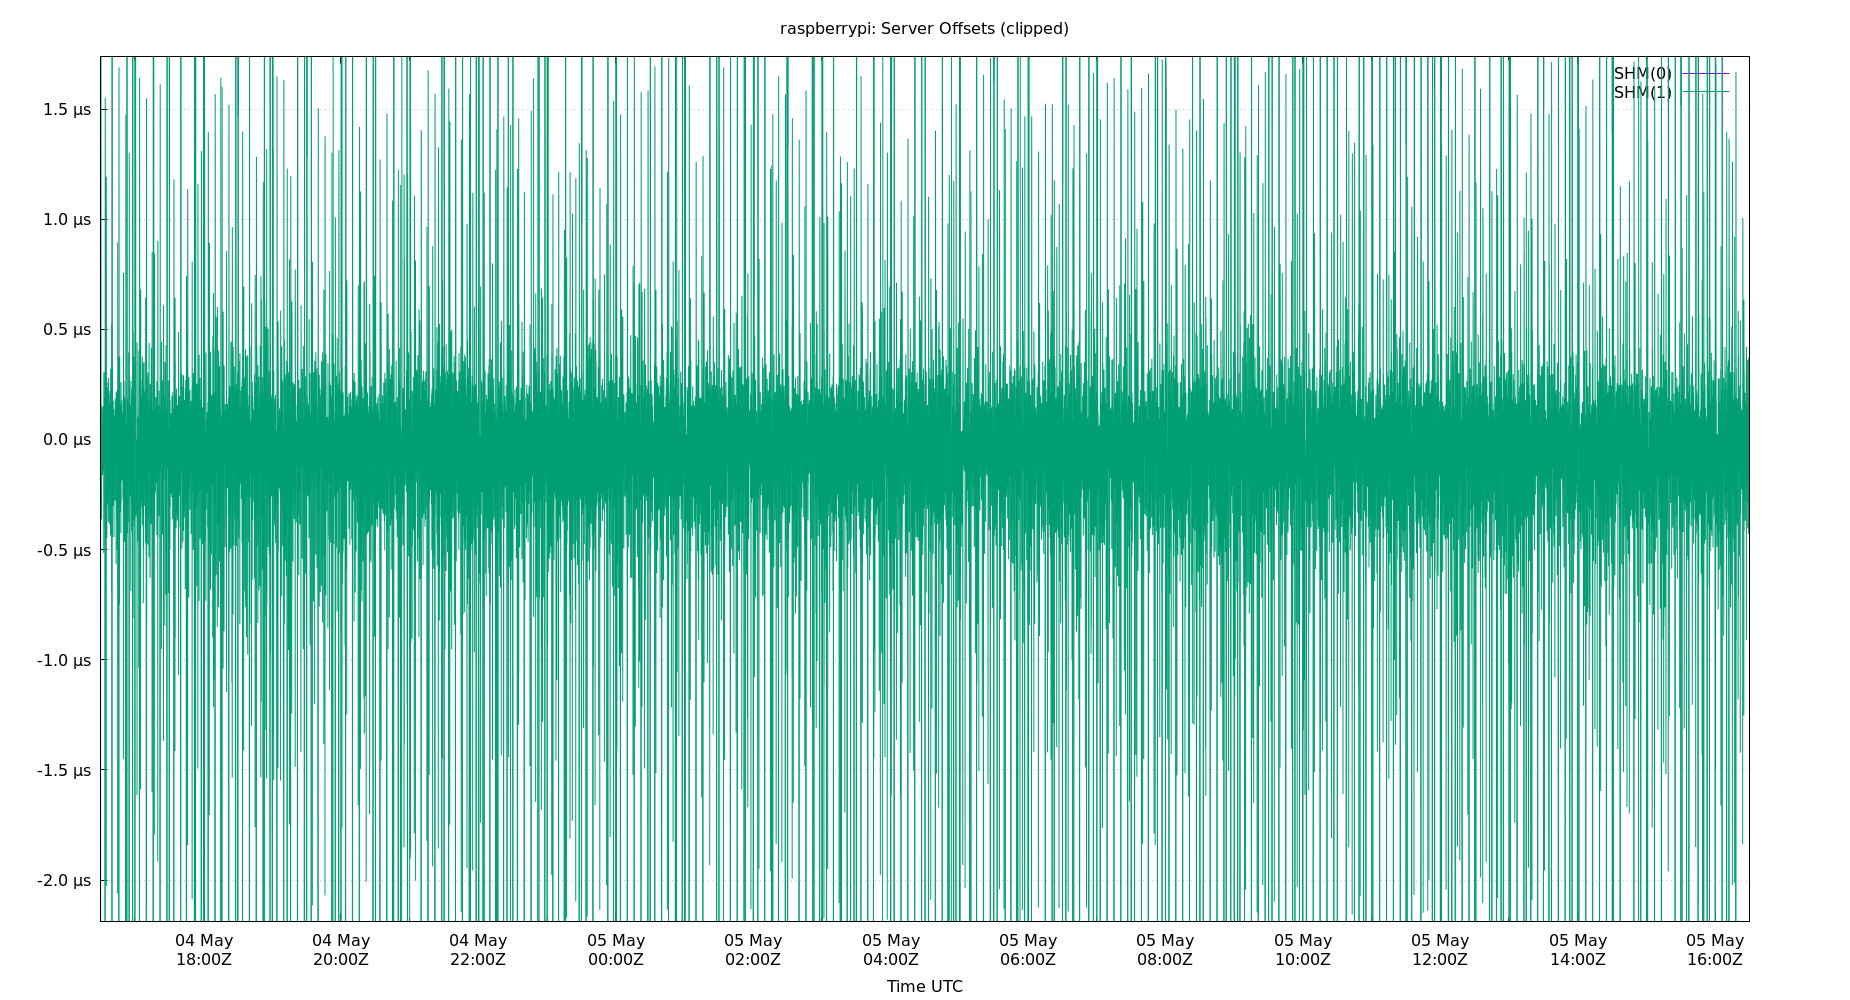 raspberrypi: Server Offsets (clipped)
SHM(0)
SHM(1)
1.5 µs
1.0 µs
0.5 µs
0.0 µs
-0.5 µs
-1.0 µs
-1.5 µs
-2.0 µs
04 May 04 May 04 May 05 May 05 May 05 May 05 May 05 May 05 May 05 May 05 May 05 May
18:00Z 20:00Z 22:00Z 00:00Z 02:00Z 04:00Z 06:00Z 08:00Z 10:00Z 12:00Z 14:00Z 16:00Z
Time UTC